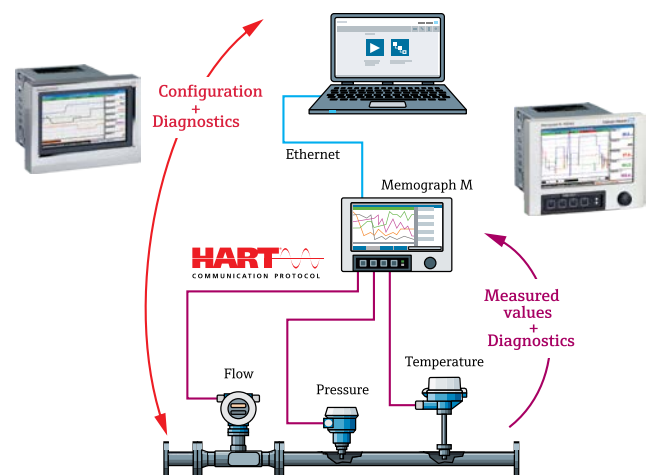 Configuration
+
Diagnostics
Ethernet
Memograph M
HART
COMMUNICATION PROTOCOL
Measured
values
+
Diagnostics
Temperature
Flow
Pressure